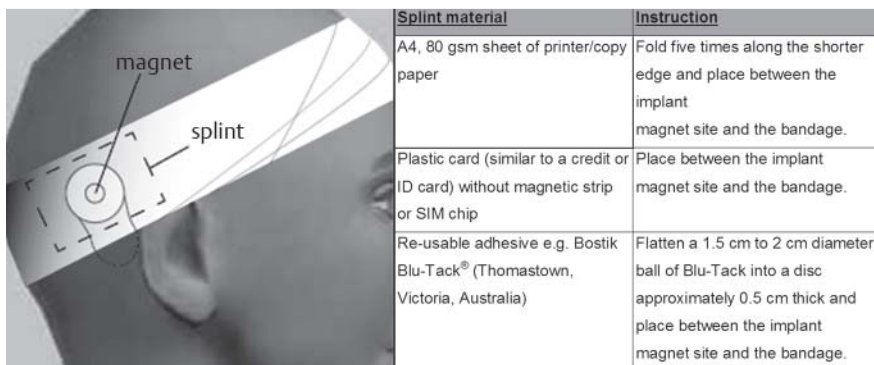 magnet
splint
Splint material
Instruction
A4, 80 gsm sheet of printer/copy
paper
Fold five times along the shorter
edge and place between the
implant
magnet site and the bandage.
Plastic card (similar to a credit or
ID card) without magnetic strip
or SIM chip
Place between the implant
magnet site and the bandage.
Re-usable adhesive e.g. Bostik
Blu-Tack® (Thomastown,
Victoria, Australia)
Flatten a 1.5 cm to 2 cm diameter
ball of Blu-Tack into a disc
approximately 0.5 cm thick and
place between the implant
magnet site and the bandage.